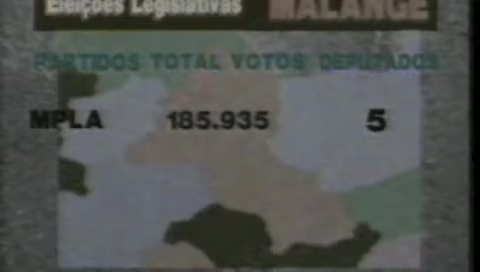 Eleições Legislativas MALANGE
PARTIDOS TOTAL VOTOS DEPUTADOS
MPLA 185.935 5